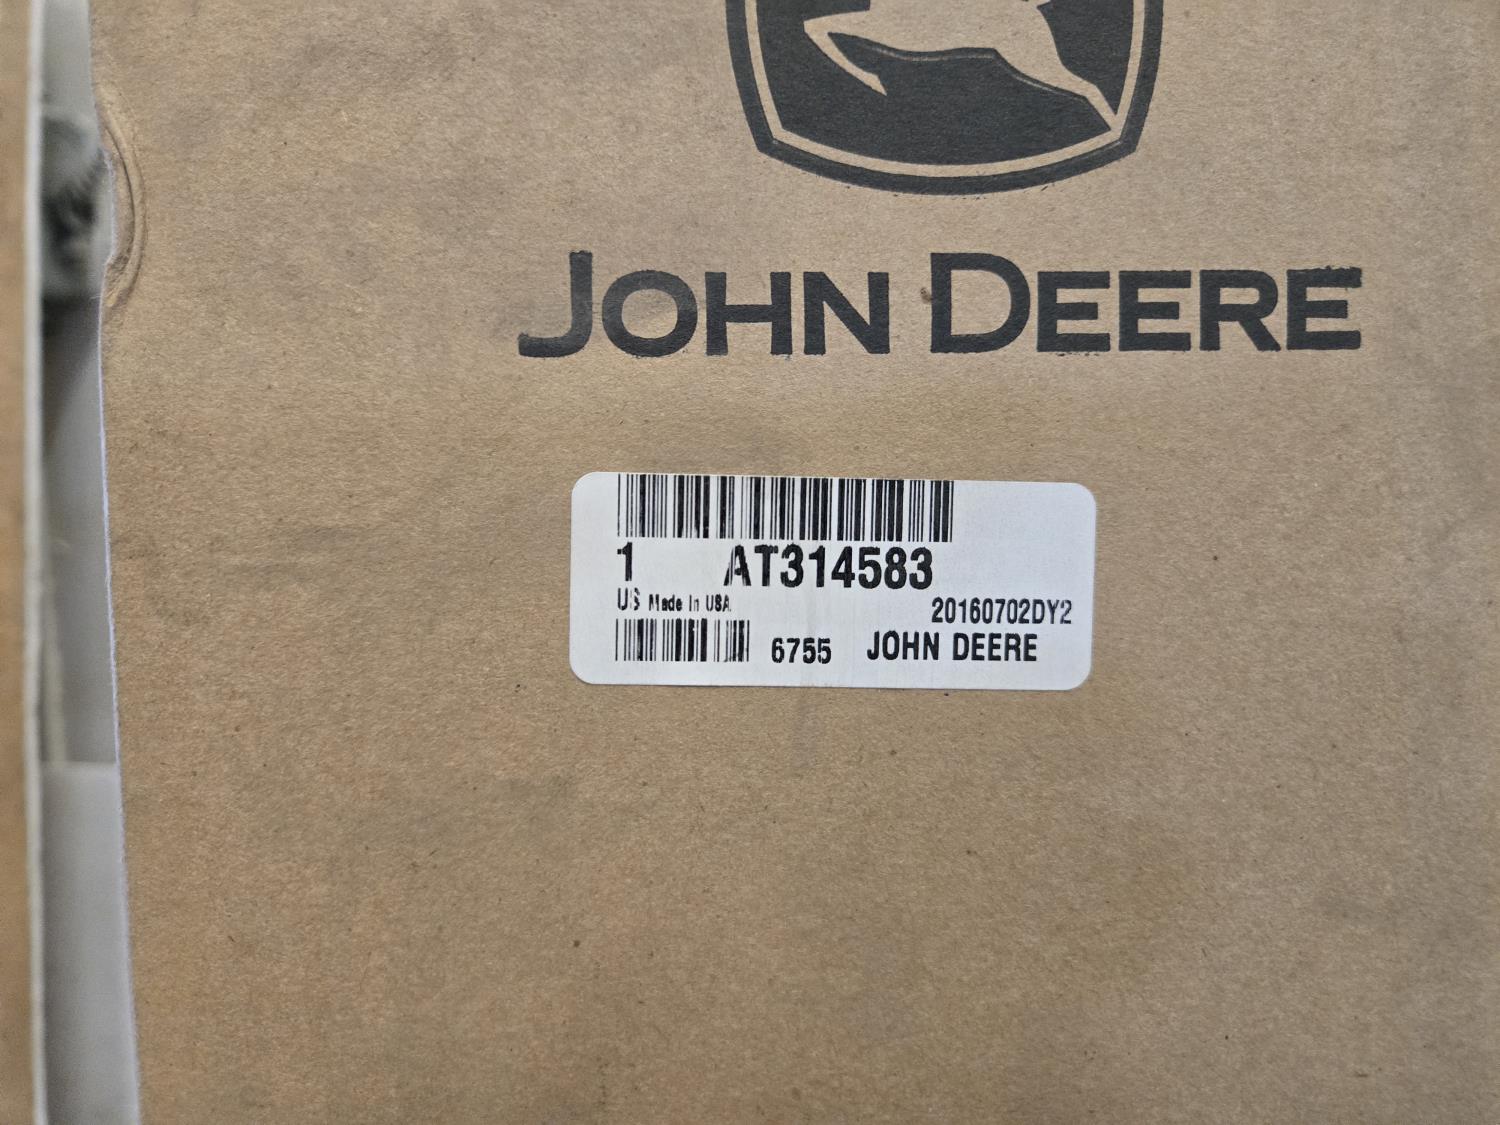 JOHN DEERE
1 AT314583
US Made In USA
20160702DY2
6755 JOHN DEERE